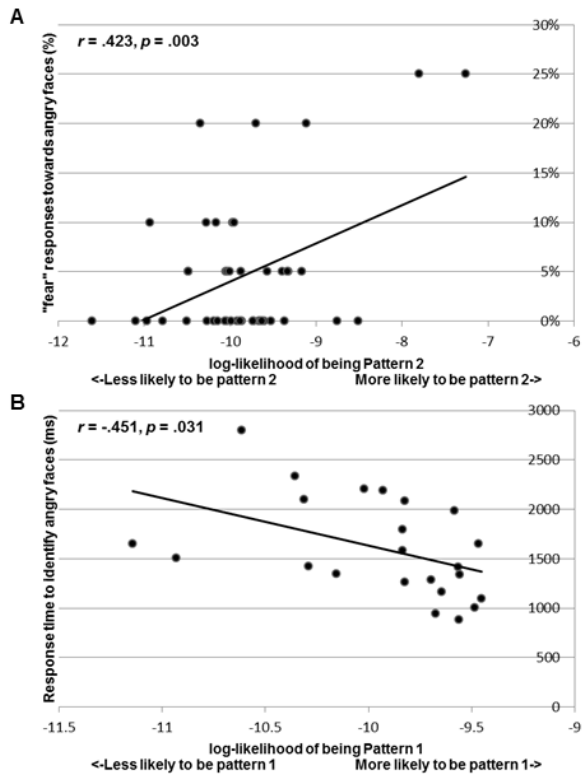 A
r = .423, p = .003
"fear" responses towards angry faces (%)
30%
25%
20%
15%
10%
5%
0%
-12 -11 -10 -9 -8 -7 -6
log-likelihood of being Pattern 2
<-Less likely to be pattern 2 More likely to be pattern 2->
B
r = -.451, p = .031
Response time to identify angry faces (ms)
3000
2500
2000
1500
1000
500
0
-11.5 -11 -10.5 -10 -9.5 -9
log-likelihood of being Pattern 1
<-Less likely to be pattern 1 More likely to be pattern 1->